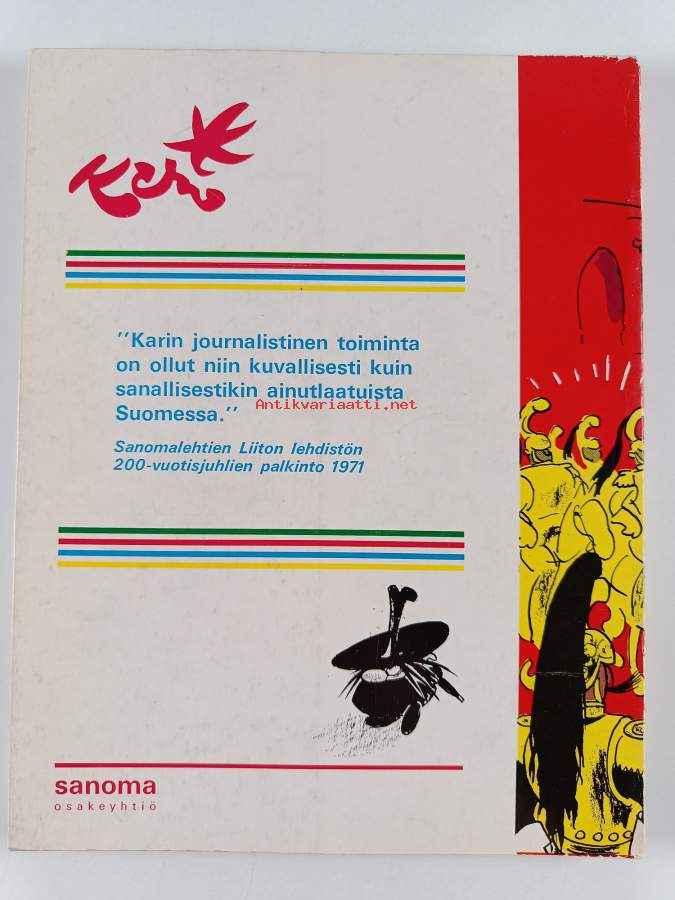 Kari
"Karin journalistinen toiminta
on ollut niin kuvallisesti kuin
sanallisestikin ainutlaatuista
Suomessa."
Antikvariaatti.net
Sanomalehtien Liiton lehdistön
200-vuotisjuhlien palkinto 1971
sanoma
osakeyhtiö